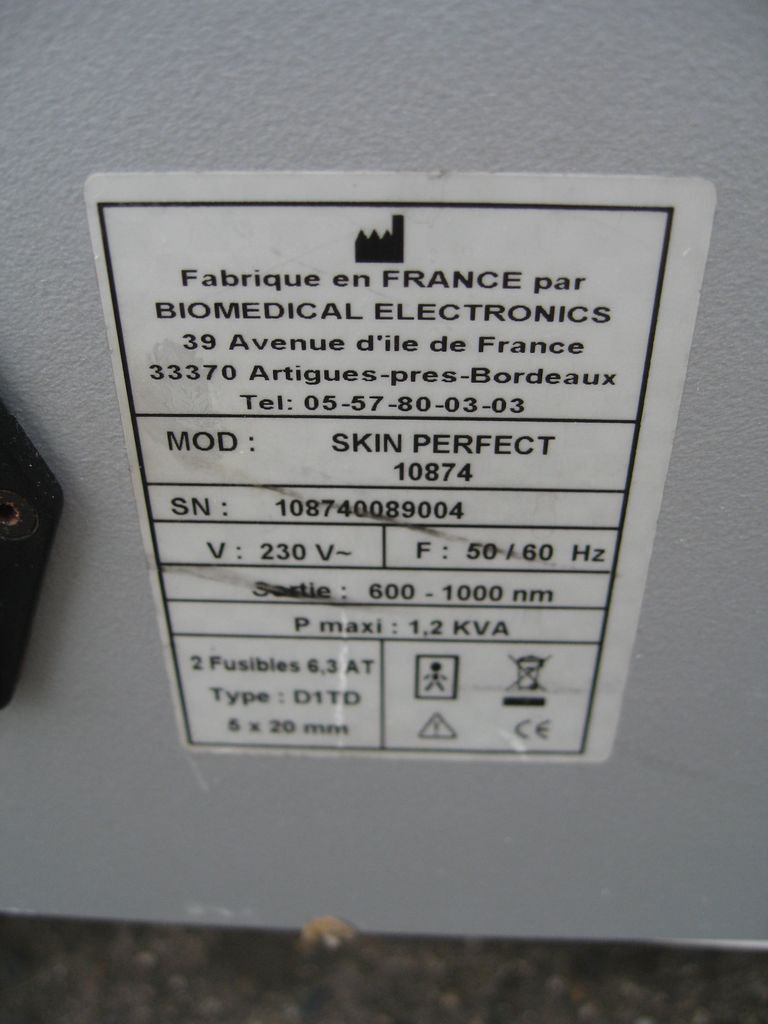 Fabrique en FRANCE par
BIOMEDICAL ELECTRONICS
39 Avenue d'ile de France
33370 Artigues-pres-Bordeaux
Tel: 05-57-80-03-03
MOD : SKIN PERFECT
10874
SN : 108740089004
V : 230 V~ F : 50 / 60 Hz
Sortie : 600 - 1000 nm
P maxi : 1,2 KVA
2 Fusibles 6,3 AT
Type : D1TD
5 x 20 mm
CE